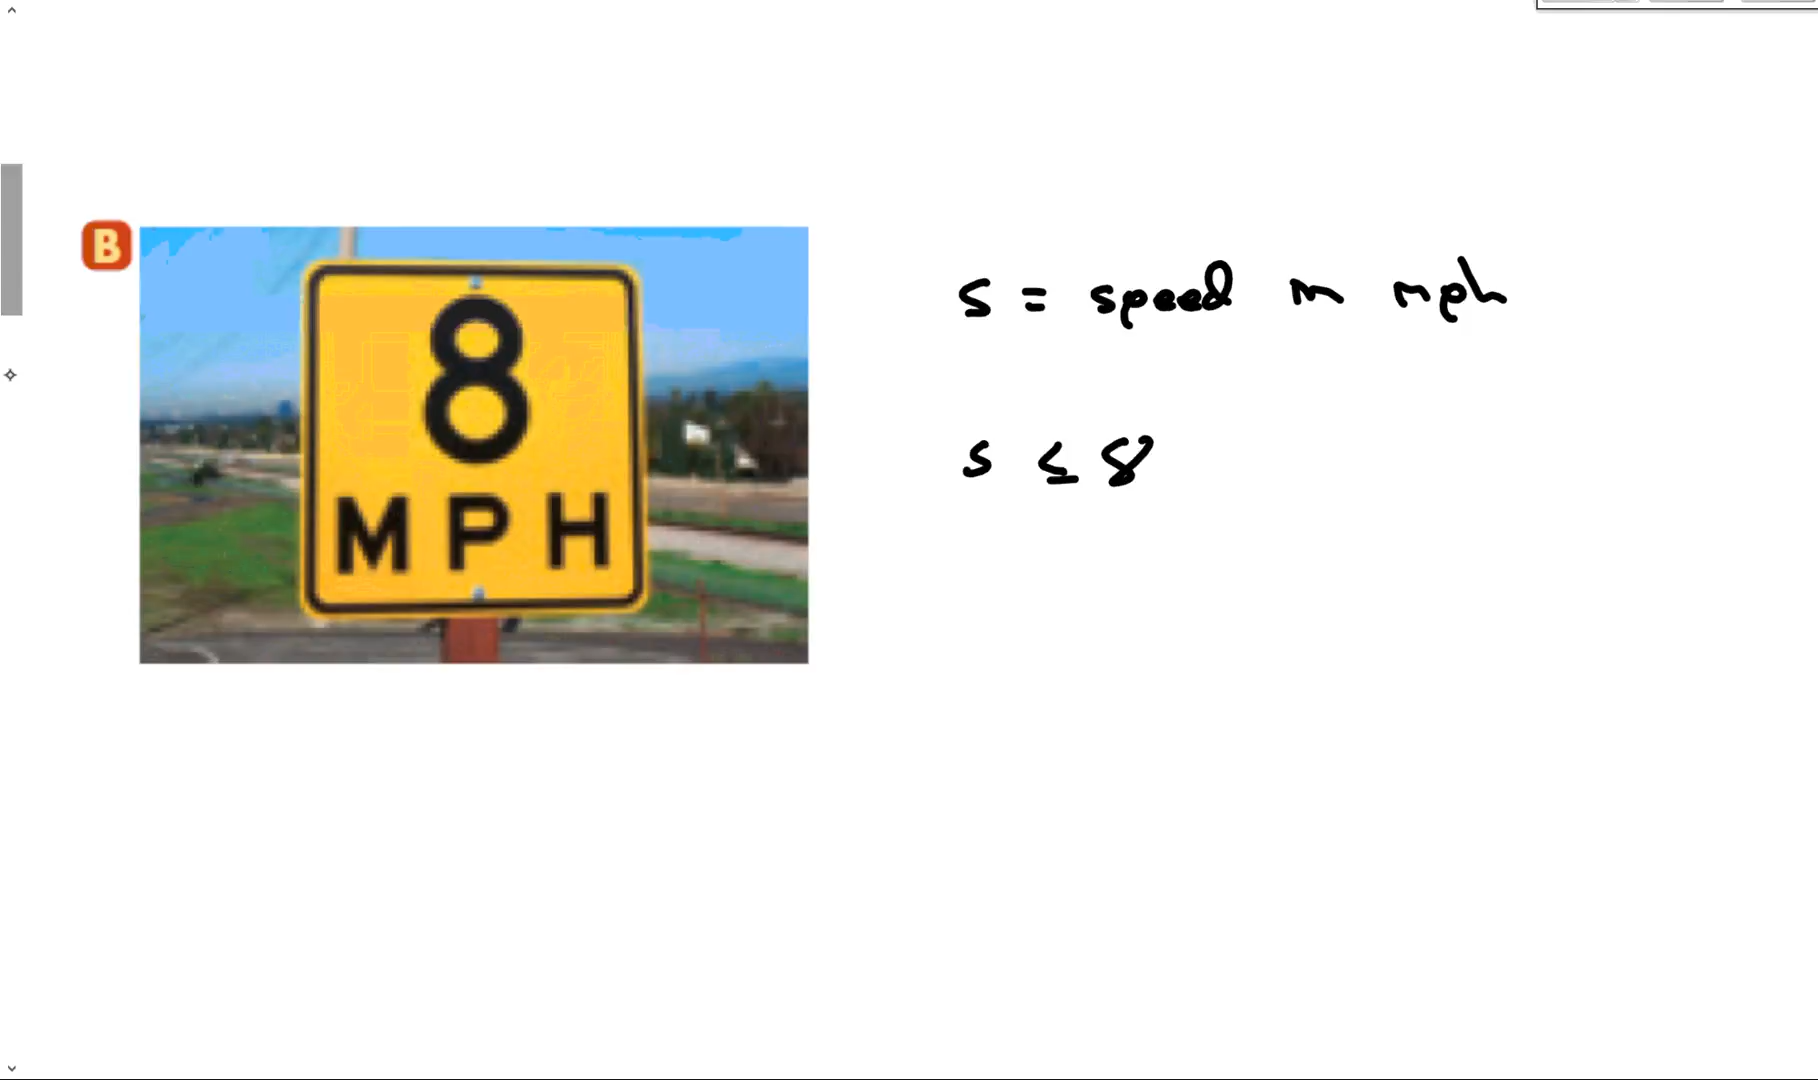 B
8
MPH
s = speed in mph
s ≤ 8